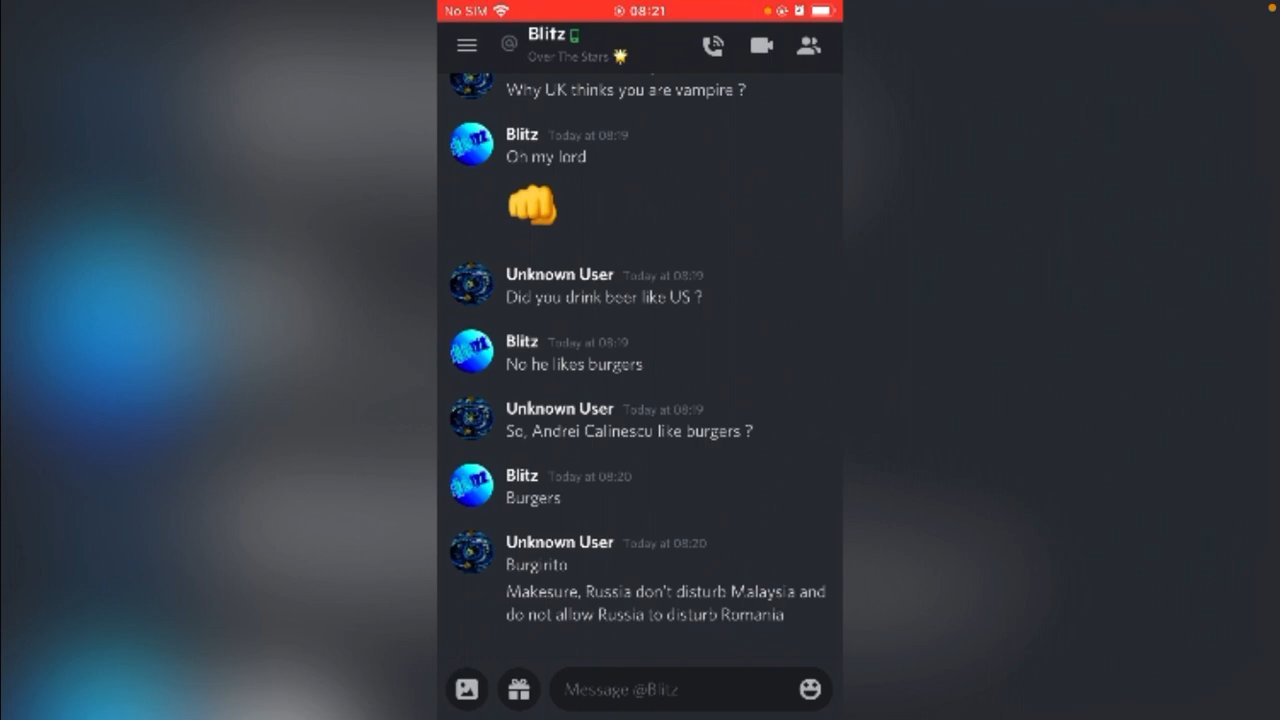 No SIM 08:21
Blitz
Over The Stars
Why UK thinks you are vampire ?
Blitz Today at 08:19
Oh my lord
Unknown User Today at 08:19
Did you drink beer like US ?
Blitz Today at 08:19
No he likes burgers
Unknown User Today at 08:19
So, Andrei Calinescu like burgers ?
Blitz Today at 08:20
Burgers
Unknown User Today at 08:20
Burgirito
Makesure, Russia don't disturb Malaysia and
do not allow Russia to disturb Romania
Message @Blitz